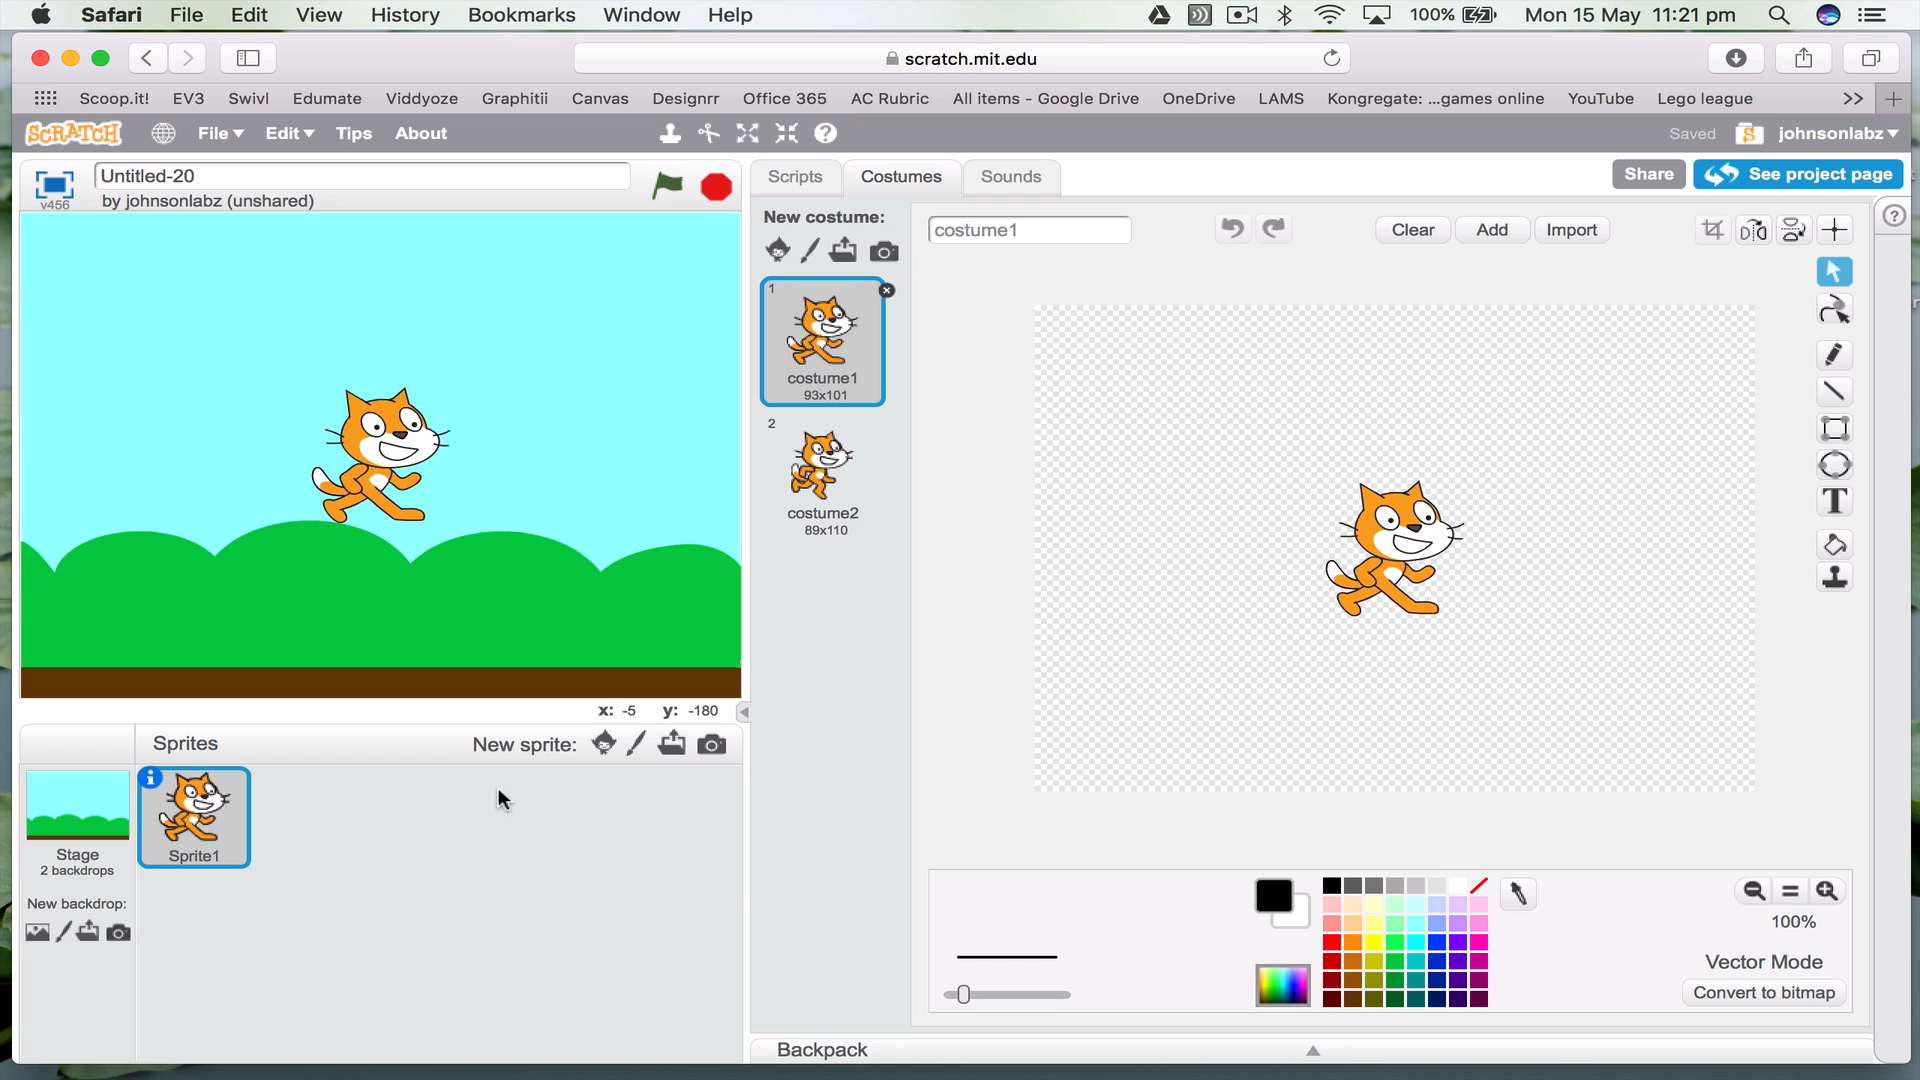 Safari File Edit View History Bookmarks Window Help 100% Mon 15 May 11:21 pm
scratch.mit.edu
Scoop.it! EV3 Swivl Edumate Viddyoze Graphitii Canvas Designrr Office 365 AC Rubric All items - Google Drive OneDrive LAMS Kongregate: ...games online YouTube Lego league >>
SCRATCH File Edit Tips About Saved S johnsonlabz
Untitled-20
by johnsonlabz (unshared)
v456
Scripts Costumes Sounds Share See project page
New costume:
costume1 Clear Add Import
1
costume1
93x101
2
costume2
89x110
T
x: -5 y: -180
Sprites New sprite:
Sprite1
Stage
2 backdrops
New backdrop:
100%
Vector Mode
Convert to bitmap
Backpack